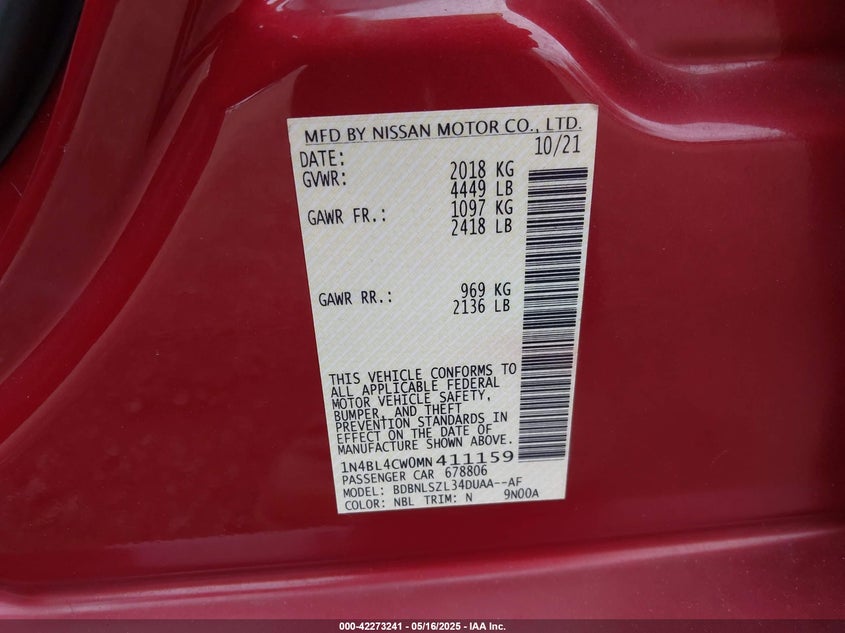 MFD BY NISSAN MOTOR CO., LTD.
DATE: 10/21
GVWR: 2018 KG
4449 LB
GAWR FR.: 1097 KG
2418 LB
GAWR RR.: 969 KG
2136 LB
THIS VEHICLE CONFORMS TO
ALL APPLICABLE FEDERAL
MOTOR VEHICLE SAFETY,
BUMPER, AND THEFT
PREVENTION STANDARDS IN
EFFECT ON THE DATE OF
MANUFACTURE SHOWN ABOVE.
1N4BL4CW0MN411159
PASSENGER CAR 678806
MODEL: BDBNLSZL34DUAA--AF
COLOR: NBL TRIM: N 9N00A
000-42273241 - 05/16/2025 - IAA Inc.